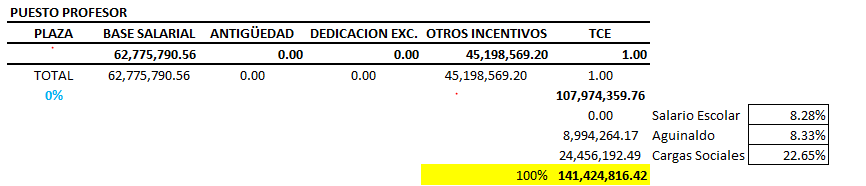 PUESTO PROFESOR
PLAZA BASE SALARIAL ANTIGÜEDAD DEDICACION EXC. OTROS INCENTIVOS TCE
62,775,790.56 0.00 0.00 45,198,569.20 1.00
TOTAL 62,775,790.56 0.00 0.00 45,198,569.20 1.00
0% 107,974,359.76
0.00 Salario Escolar 8.28%
8,994,264.17 Aguinaldo 8.33%
24,456,192.49 Cargas Sociales 22.65%
100% 141,424,816.42